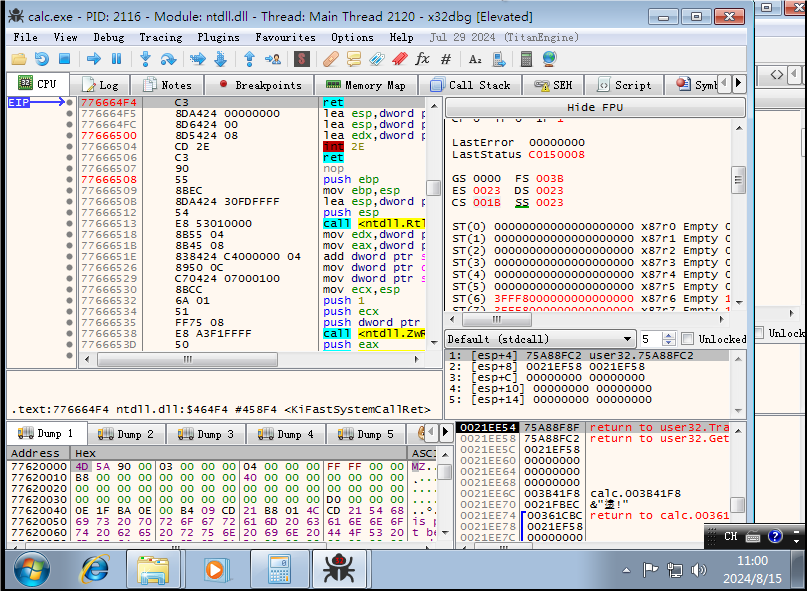 calc.exe - PID: 2116 - Module: ntdll.dll - Thread: Main Thread 2120 - x32dbg [Elevated]
File View Debug Tracing Plugins Favourites Options Help Jul 29 2024 (TitanEngine)
CPU Log Notes Breakpoints Memory Map Call Stack SEH Script Symb
EIP
776664F4 C3 ret
776664F5 8DA424 00000000 lea esp,dword p
776664FC 8D6424 00 lea esp,dword p
77666500 8D5424 08 lea edx,dword p
77666504 CD 2E int 2E
77666506 C3 ret
77666507 90 nop
77666508 55 push ebp
77666509 8BEC mov ebp,esp
7766650B 8DA424 30FDFFFF lea esp,dword p
77666512 54 push esp
77666513 E8 53010000 call <ntdll.Rtl
77666518 8B55 04 mov edx,dword p
7766651B 8B45 08 mov eax,dword p
7766651E 838424 C4000000 04 add dword ptr s
77666526 8950 0C mov dword ptr d
77666529 C70424 07000100 mov dword ptr s
77666530 8BCC mov ecx,esp
77666532 6A 01 push 1
77666534 51 push ecx
77666535 FF75 08 push dword ptr
77666538 E8 A3F1FFFF call <ntdll.ZwR
7766653D 50 push eax
Hide FPU
LastError 00000000
LastStatus C0150008
GS 0000 FS 003B
ES 0023 DS 0023
CS 001B SS 0023
ST(0) 00000000000000000000 x87r0 Empty 0
ST(1) 00000000000000000000 x87r1 Empty 0
ST(2) 00000000000000000000 x87r2 Empty 0
ST(3) 00000000000000000000 x87r3 Empty 0
ST(4) 00000000000000000000 x87r4 Empty 0
ST(5) 00000000000000000000 x87r5 Empty 0
ST(6) 3FFF8000000000000000 x87r6 Empty 1
ST(7) 3FFF8000000000000000 x87r7 Empty
Default (stdcall) 5 Unlocked
Unlock
1: [esp+4] 75A88FC2 user32.75A88FC2
2: [esp+8] 0021EF58 0021EF58
3: [esp+C] 00000000 00000000
4: [esp+10] 00000000 00000000
5: [esp+14] 00000000 00000000
.text:776664F4 ntdll.dll:$464F4 #458F4 <KiFastSystemCallRet>
Dump 1 Dump 2 Dump 3 Dump 4 Dump 5
Address Hex ASCI
77620000 4D 5A 90 00 03 00 00 00 04 00 00 00 FF FF 00 00 MZ..
77620010 B8 00 00 00 00 00 00 00 40 00 00 00 00 00 00 00
77620020 00 00 00 00 00 00 00 00 00 00 00 00 00 00 00 00 ....
77620030 00 00 00 00 00 00 00 00 00 00 00 00 D0 00 00 00 ....
77620040 0E 1F BA 0E 00 B4 09 CD 21 B8 01 4C CD 21 54 68 ..º.
77620050 69 73 20 70 72 6F 67 72 61 6D 20 63 61 6E 6E 6F is p
77620060 74 20 62 65 20 72 75 6E 20 69 6E 20 44 4F 53 20 t be
0021EE54 75A88F8F return to user32.Tra
0021EE58 75A88FC2 return to user32.Get
0021EE5C 0021EF58
0021EE60 00000000
0021EE64 00000000
0021EE68 00000000
0021EE6C 003B41F8 calc.003B41F8
0021EE70 0021FBEC &"塗!"
0021EE74 00361CBC return to calc.00361
0021EE78 0021EF58
0021EE7C 00000000
CH
11:00
2024/8/15